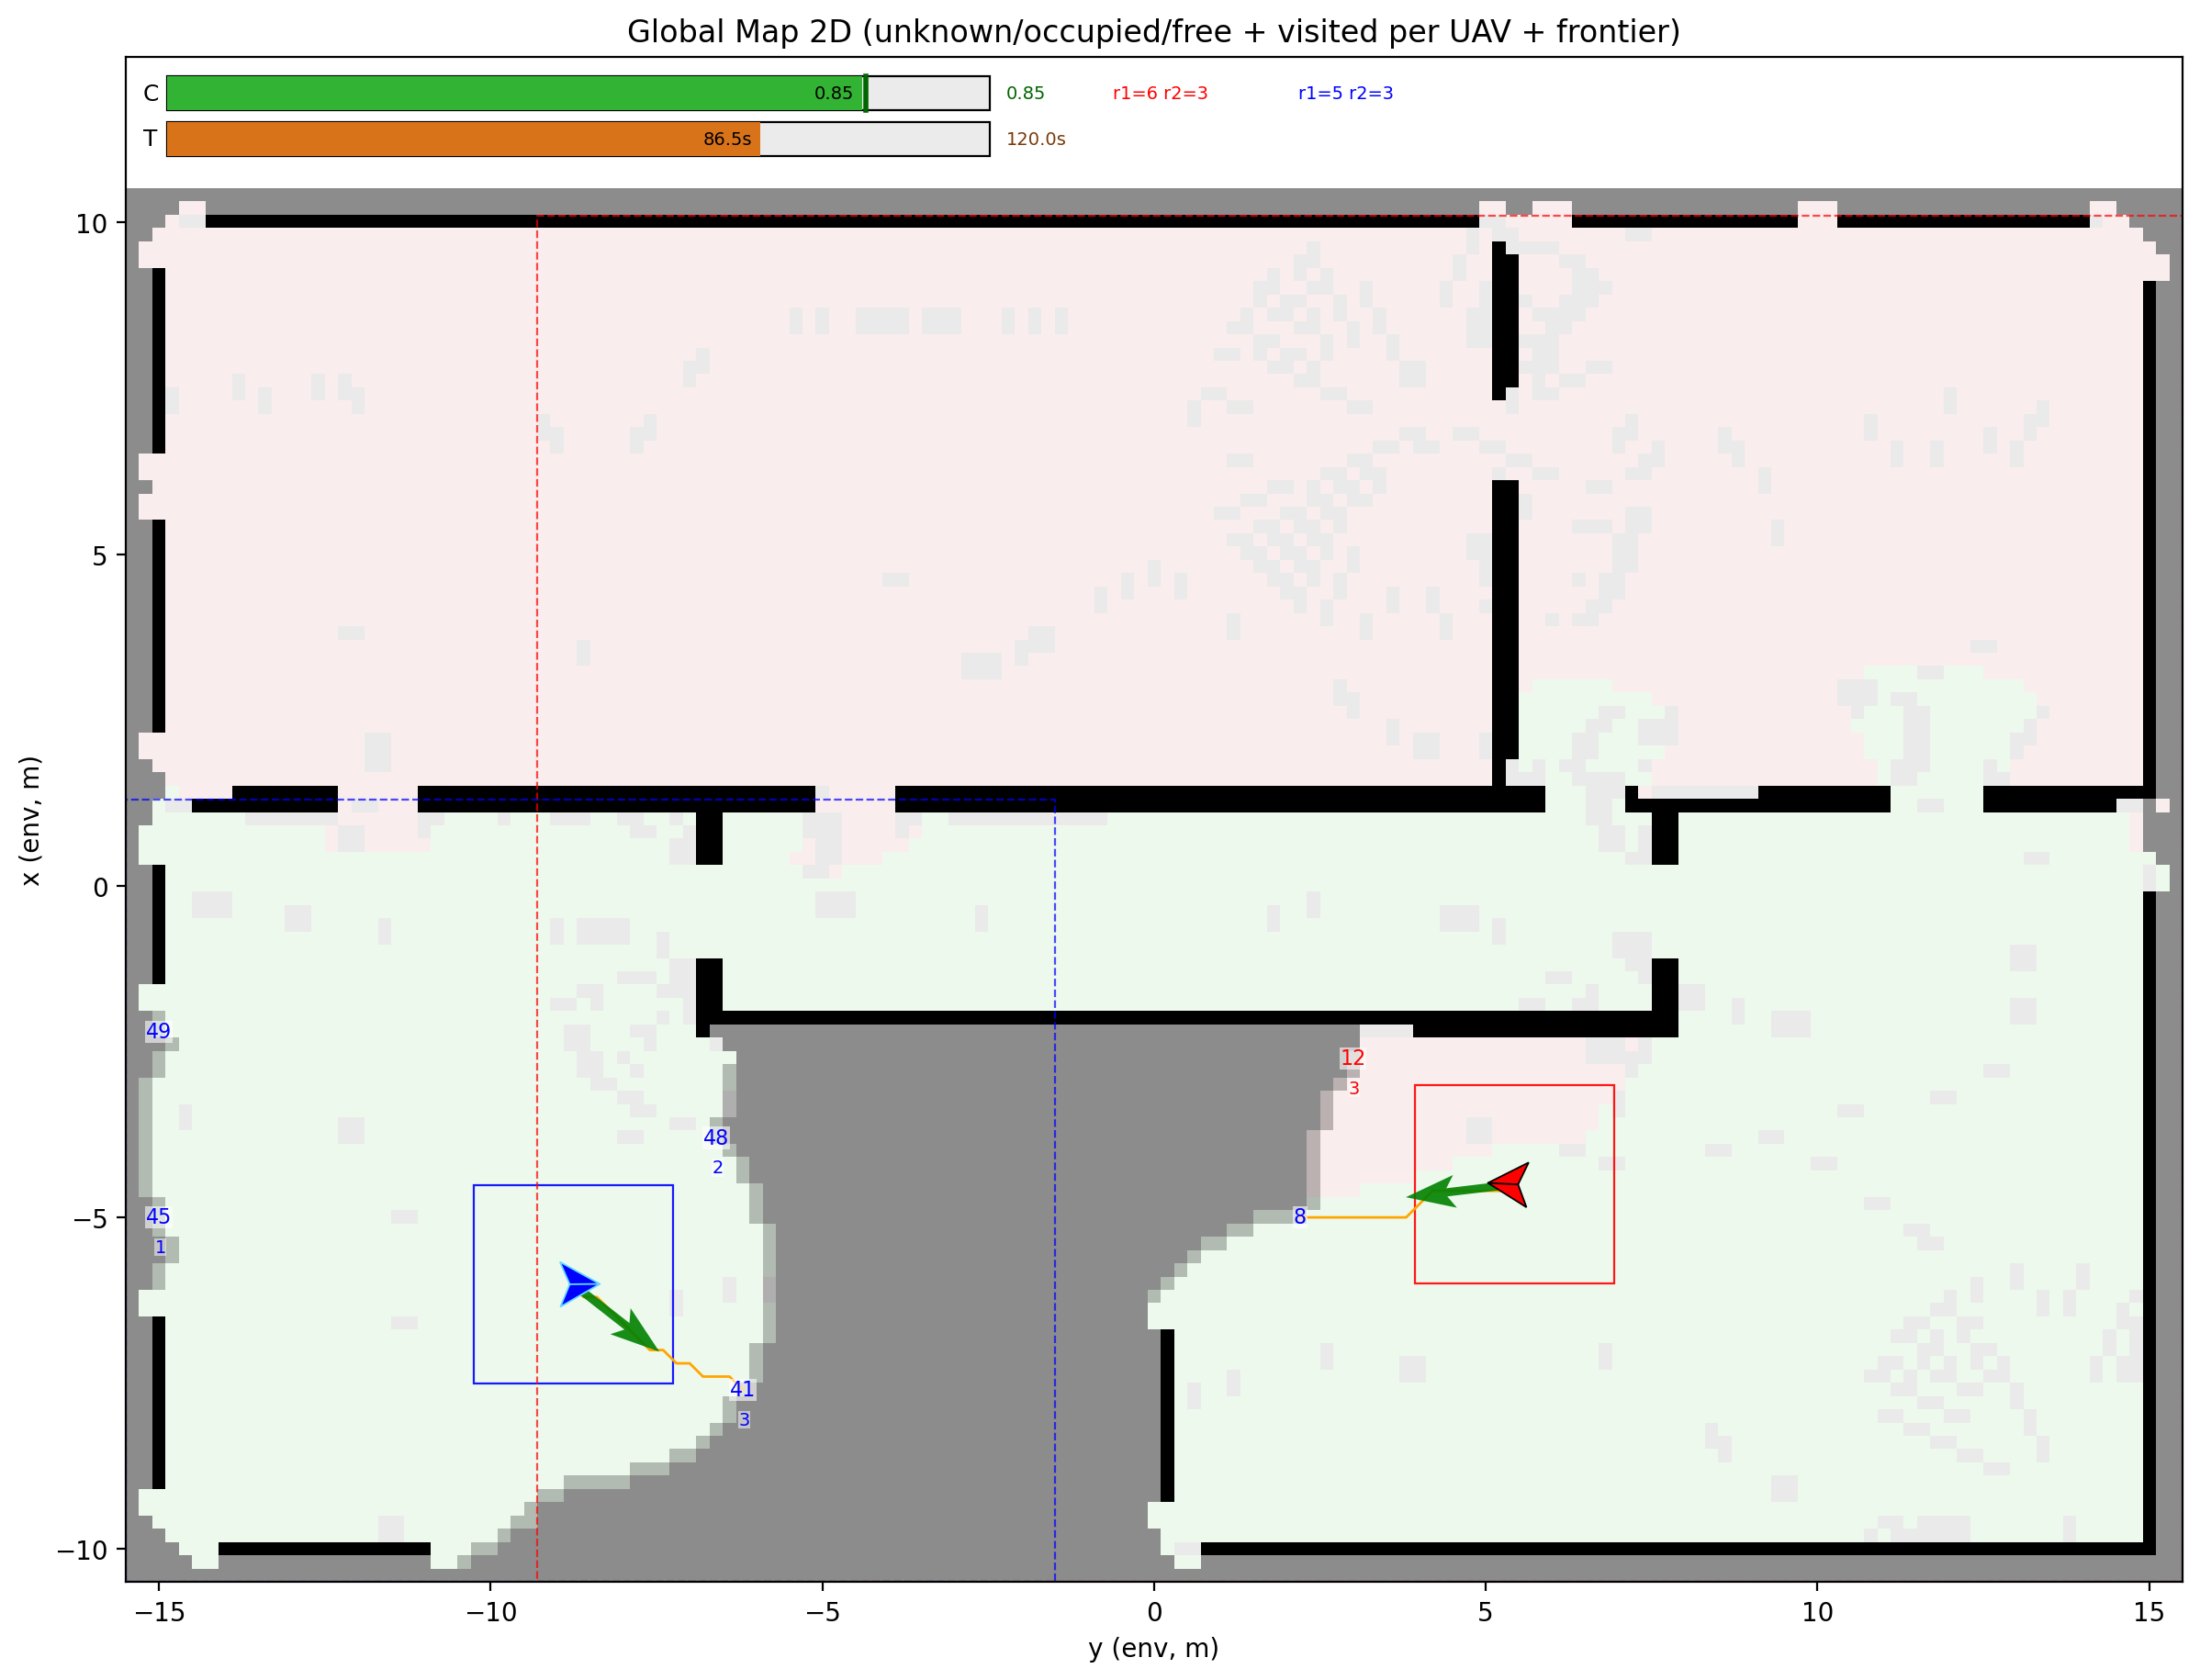 Global Map 2D (unknown/occupied/free + visited per UAV + frontier)
C 0.85 0.85 r1=6 r2=3 r1=5 r2=3
T 86.5s 120.0s
10
5
0
−5
−10
x (env, m)
49
12
3
48
2
45
1
8
41
3
−15 −10 −5 0 5 10 15
y (env, m)